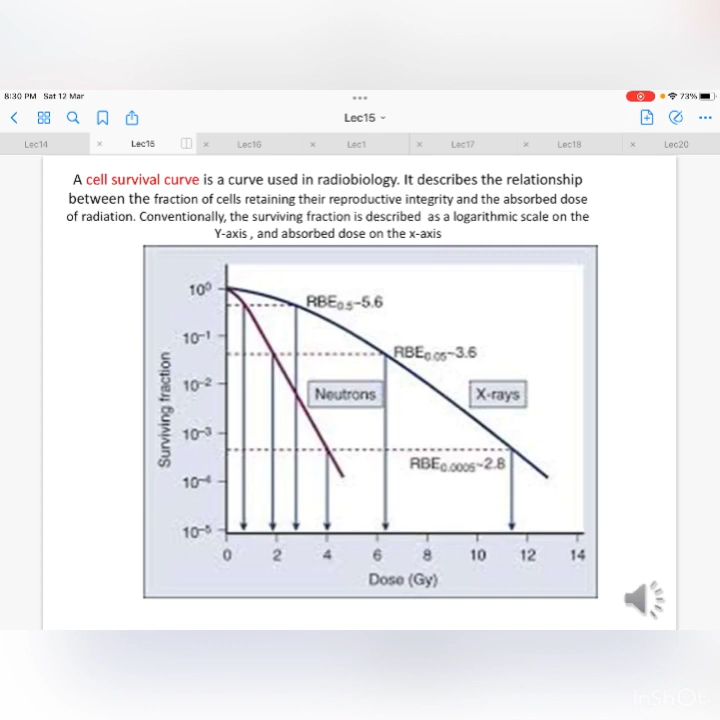 8:30 PM Sat 12 Mar
73%
Lec15
Lec14
Lec15
Lec16
Lec1
Lec17
Lec18
Lec20
A cell survival curve is a curve used in radiobiology. It describes the relationship
between the fraction of cells retaining their reproductive integrity and the absorbed dose
of radiation. Conventionally, the surviving fraction is described as a logarithmic scale on the
Y-axis , and absorbed dose on the x-axis
10⁰
RBE₀.₅~5.6
10⁻¹
RBE₀.₀₅~3.6
10⁻²
Neutrons
X-rays
Surviving fraction
10⁻³
RBE₀.₀₀₀₅~2.8
10⁻⁴
10⁻⁵
0 2 4 6 8 10 12 14
Dose (Gy)
InShOt